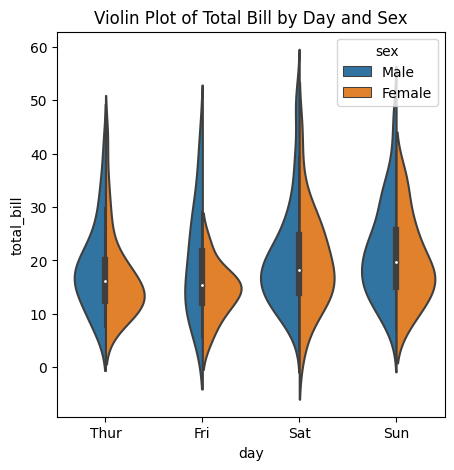 Violin Plot of Total Bill by Day and Sex
sex
Male
Female
60
50
40
30
20
10
0
total_bill
Thur Fri Sat Sun
day